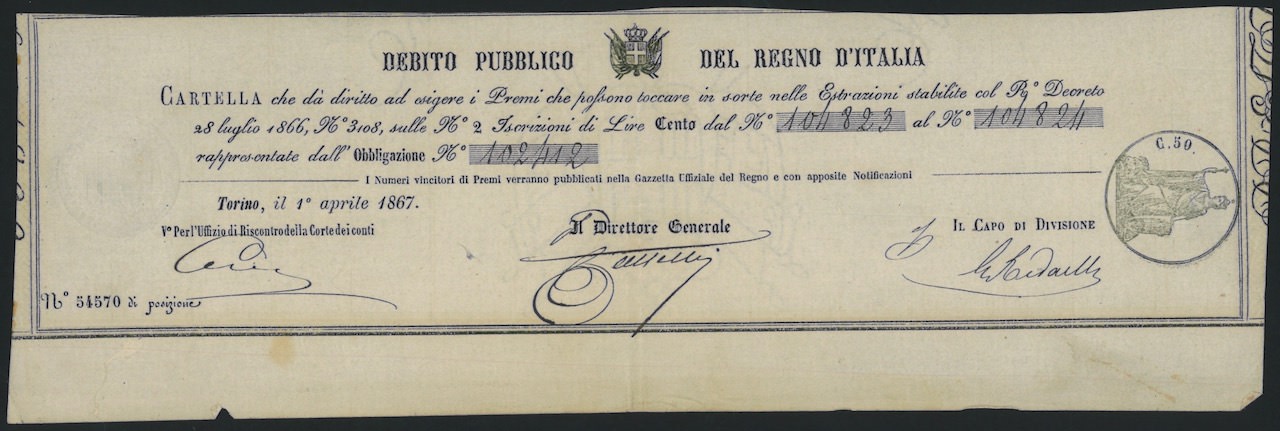 DEBITO PUBBLICO DEL REGNO D'ITALIA
CARTELLA che dà diritto ad esigere i Premi che possono toccare in sorte nelle Estrazioni stabilite col R.º Decreto
28 luglio 1866, Nº 3108, sulle Nº 2 Iscrizioni di Lire Cento dal Nº 104823 al Nº 104824
rappresentate dall'Obbligazione Nº 102412
I Numeri vincitori di Premi verranno pubblicati nella Gazzetta Uffiziale del Regno e con apposite Notificazioni
C. 50.
Torino, il 1º aprile 1867.
Vº Per l'Uffizio di Riscontro della Corte dei conti
Il Direttore Generale
IL CAPO DI DIVISIONE
Nº 54570 di posizione